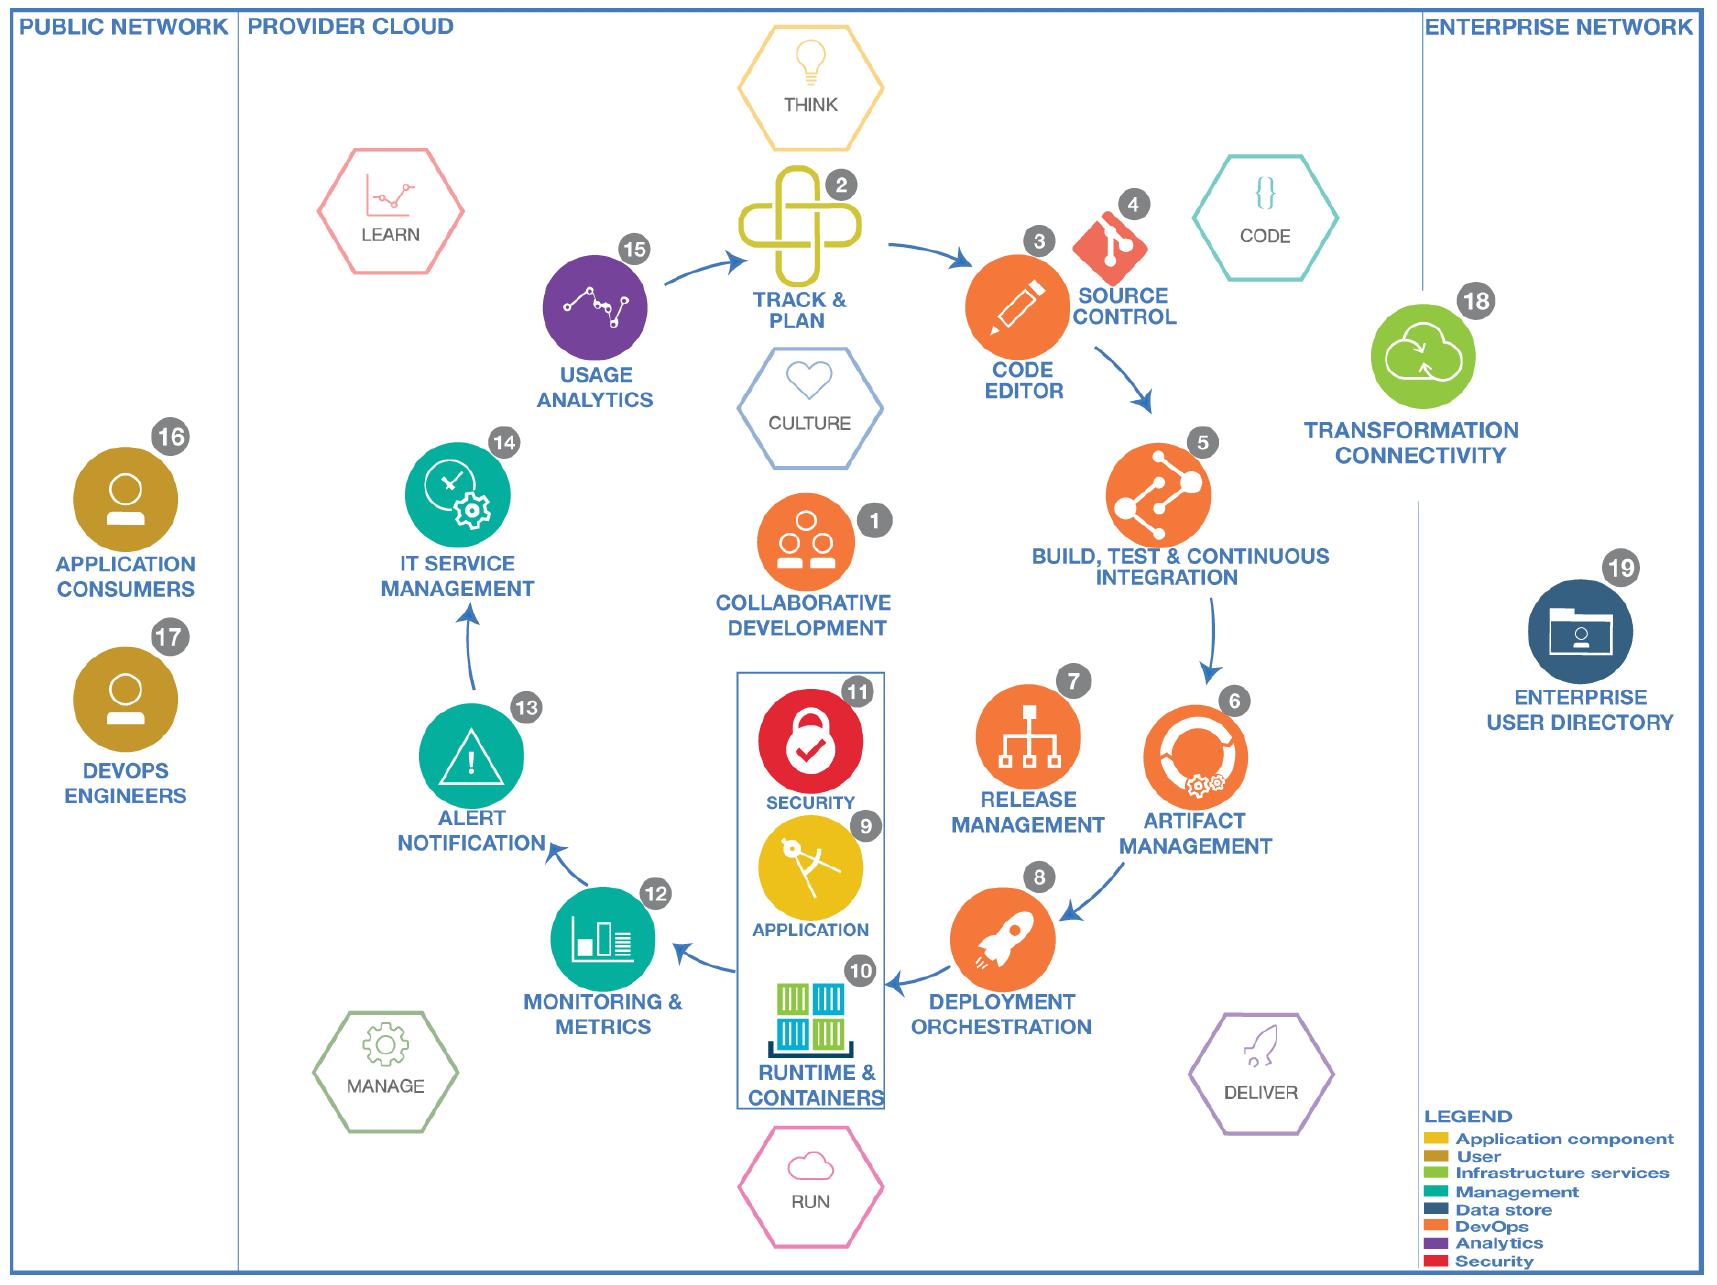 PUBLIC NETWORK
PROVIDER CLOUD
ENTERPRISE NETWORK
THINK
LEARN
CODE
2
TRACK &
PLAN
3
CODE
EDITOR
4
SOURCE
CONTROL
15
USAGE
ANALYTICS
CULTURE
18
TRANSFORMATION
CONNECTIVITY
16
APPLICATION
CONSUMERS
14
IT SERVICE
MANAGEMENT
1
COLLABORATIVE
DEVELOPMENT
5
BUILD, TEST & CONTINUOUS
INTEGRATION
19
ENTERPRISE
USER DIRECTORY
17
DEVOPS
ENGINEERS
13
!
ALERT
NOTIFICATION
11
SECURITY
9
APPLICATION
10
RUNTIME &
CONTAINERS
7
RELEASE
MANAGEMENT
6
ARTIFACT
MANAGEMENT
12
MONITORING &
METRICS
8
DEPLOYMENT
ORCHESTRATION
MANAGE
{}
DELIVER
RUN
LEGEND
Application component
User
Infrastructure services
Management
Data store
DevOps
Analytics
Security